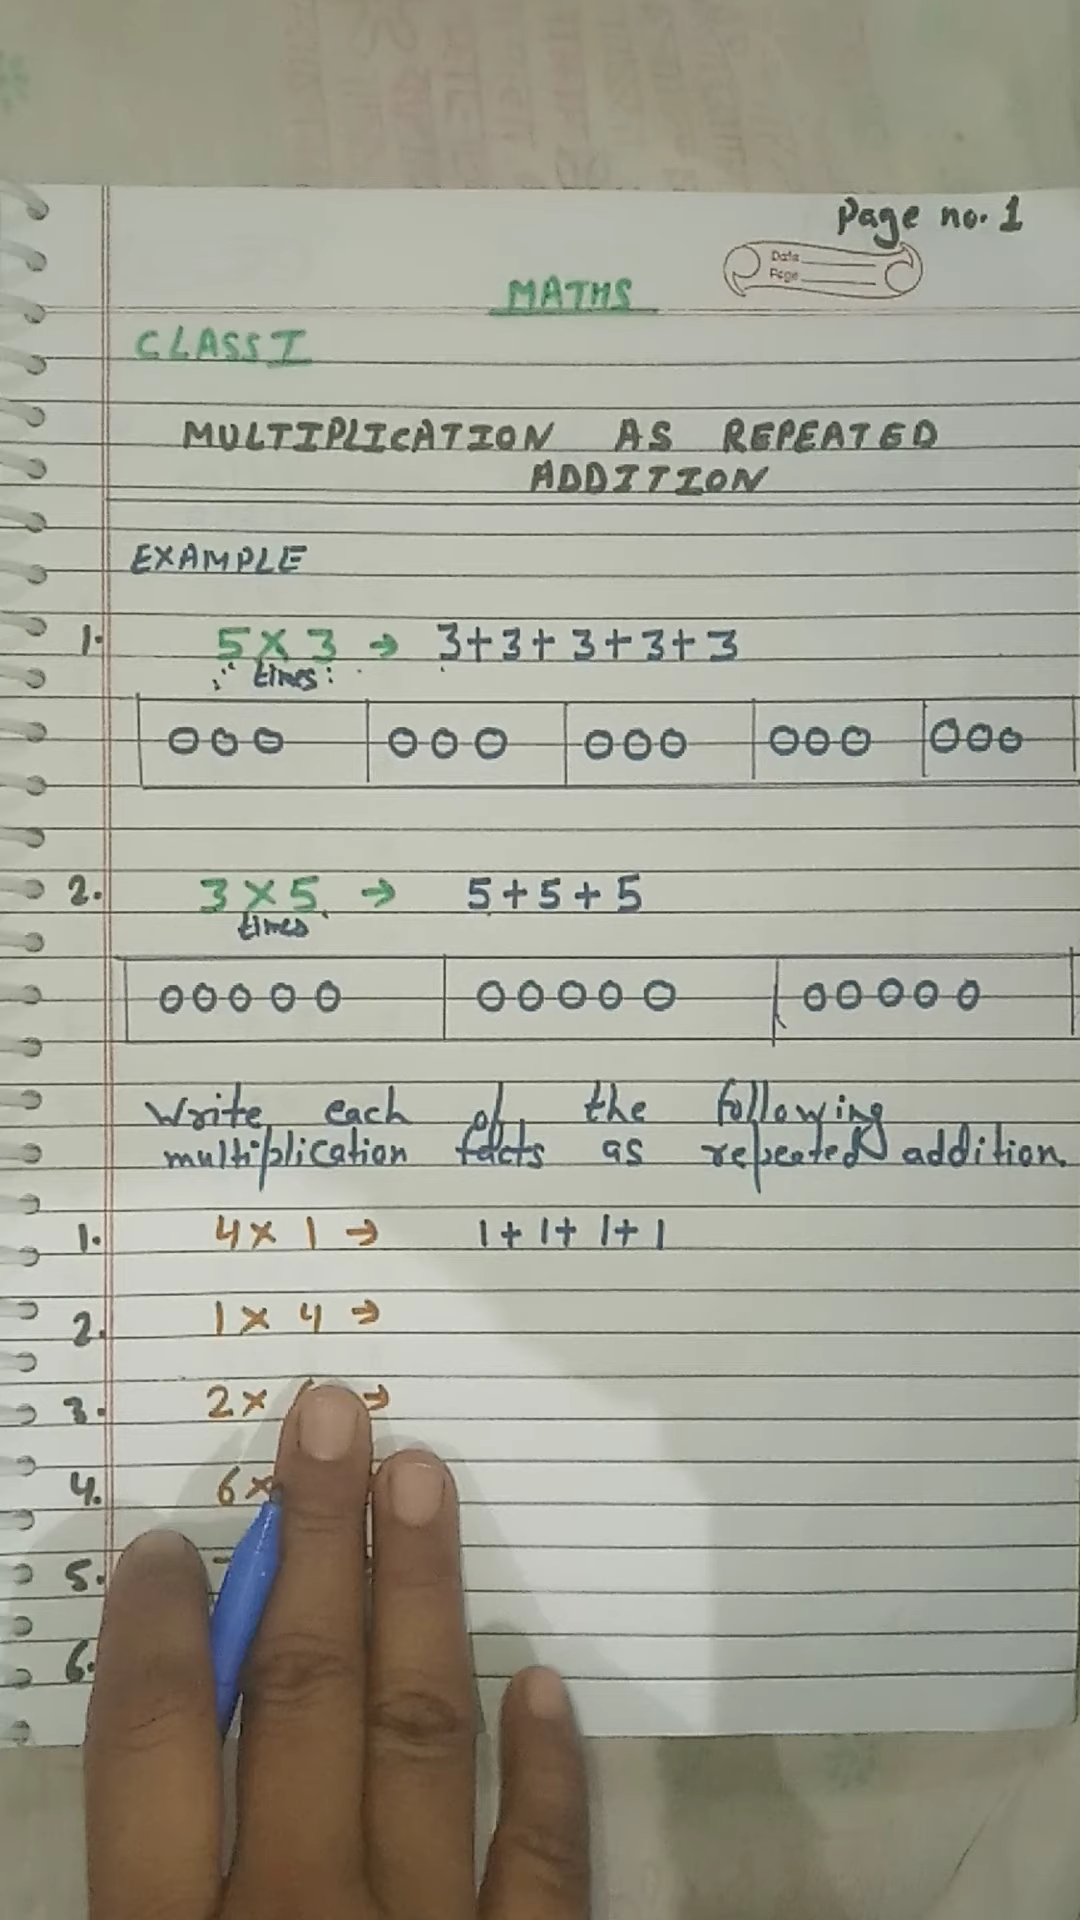 Page no. 1
Date
Page
MATHS
CLASS I
MULTIPLICATION AS REPEATED
ADDITION
EXAMPLE
1. 5 × 3 → 3+3+3+3+3
times
2. 3 × 5 → 5+5+5
times
Write each of the following
multiplication facts as repeated addition.
1. 4 × 1 → 1+1+1+1
2. 1 × 4 →
3. 2 × →
4. 6 ×
5.
6.